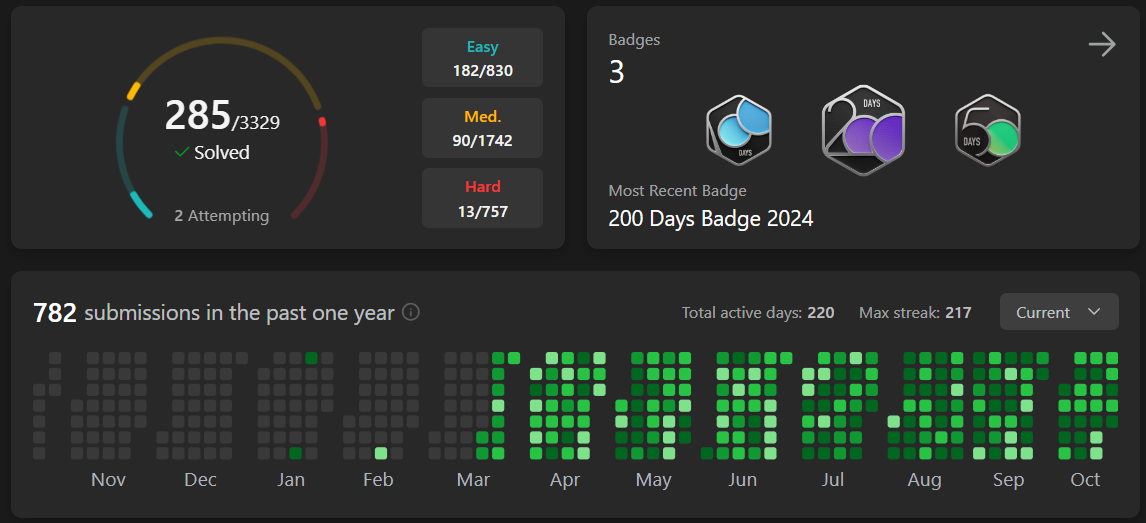 285/3329
Solved
2 Attempting
Easy
182/830
Med.
90/1742
Hard
13/757
Badges
3
DAYS
200 DAYS
50 DAYS
Most Recent Badge
200 Days Badge 2024
782 submissions in the past one year
Total active days: 220
Max streak: 217
Current
Nov Dec Jan Feb Mar Apr May Jun Jul Aug Sep Oct